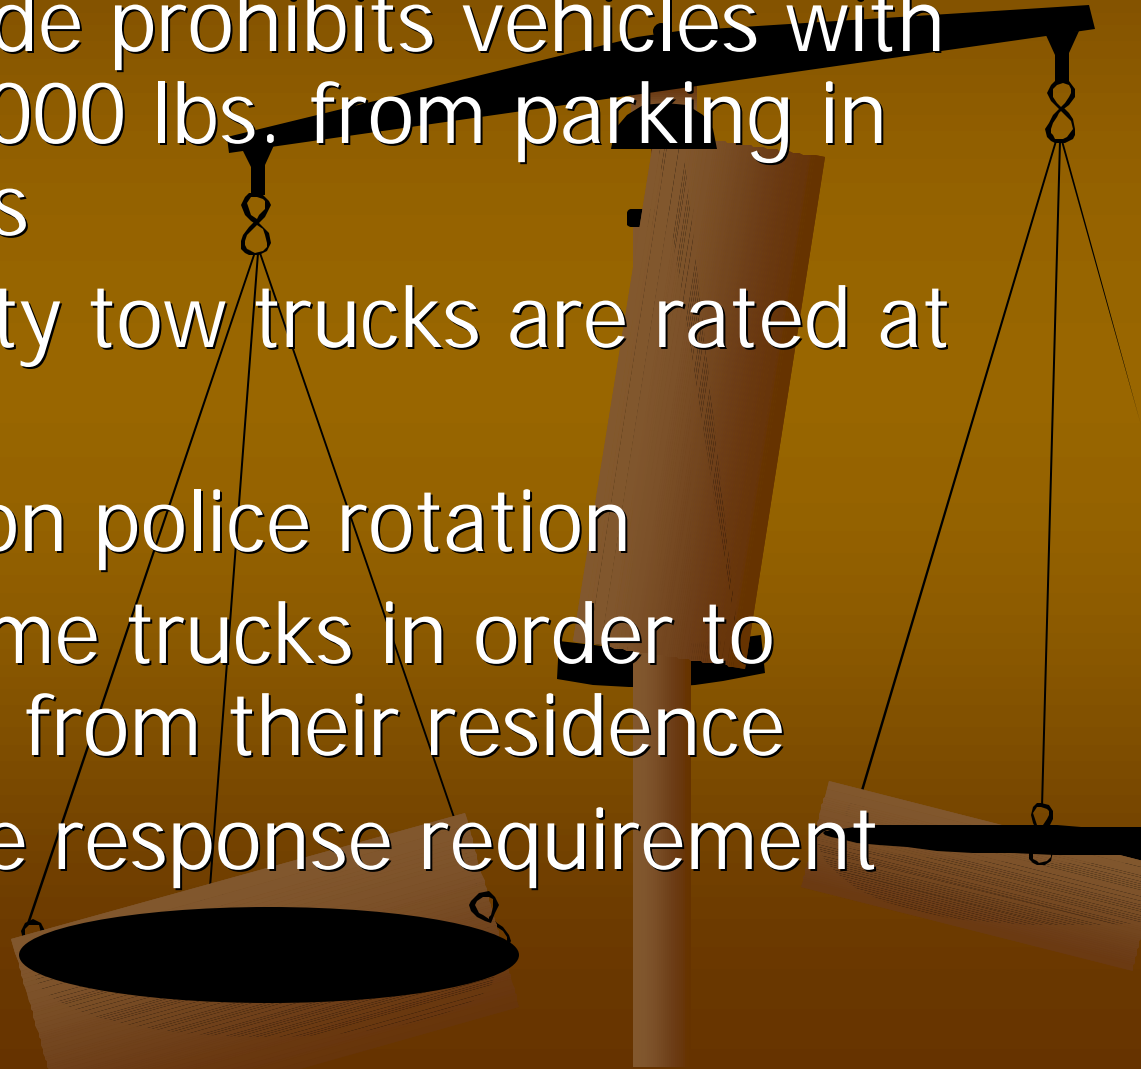 de prohibits vehicles with
000 lbs. from parking in
s
ty tow trucks are rated at
on police rotation
me trucks in order to
from their residence
e response requirement